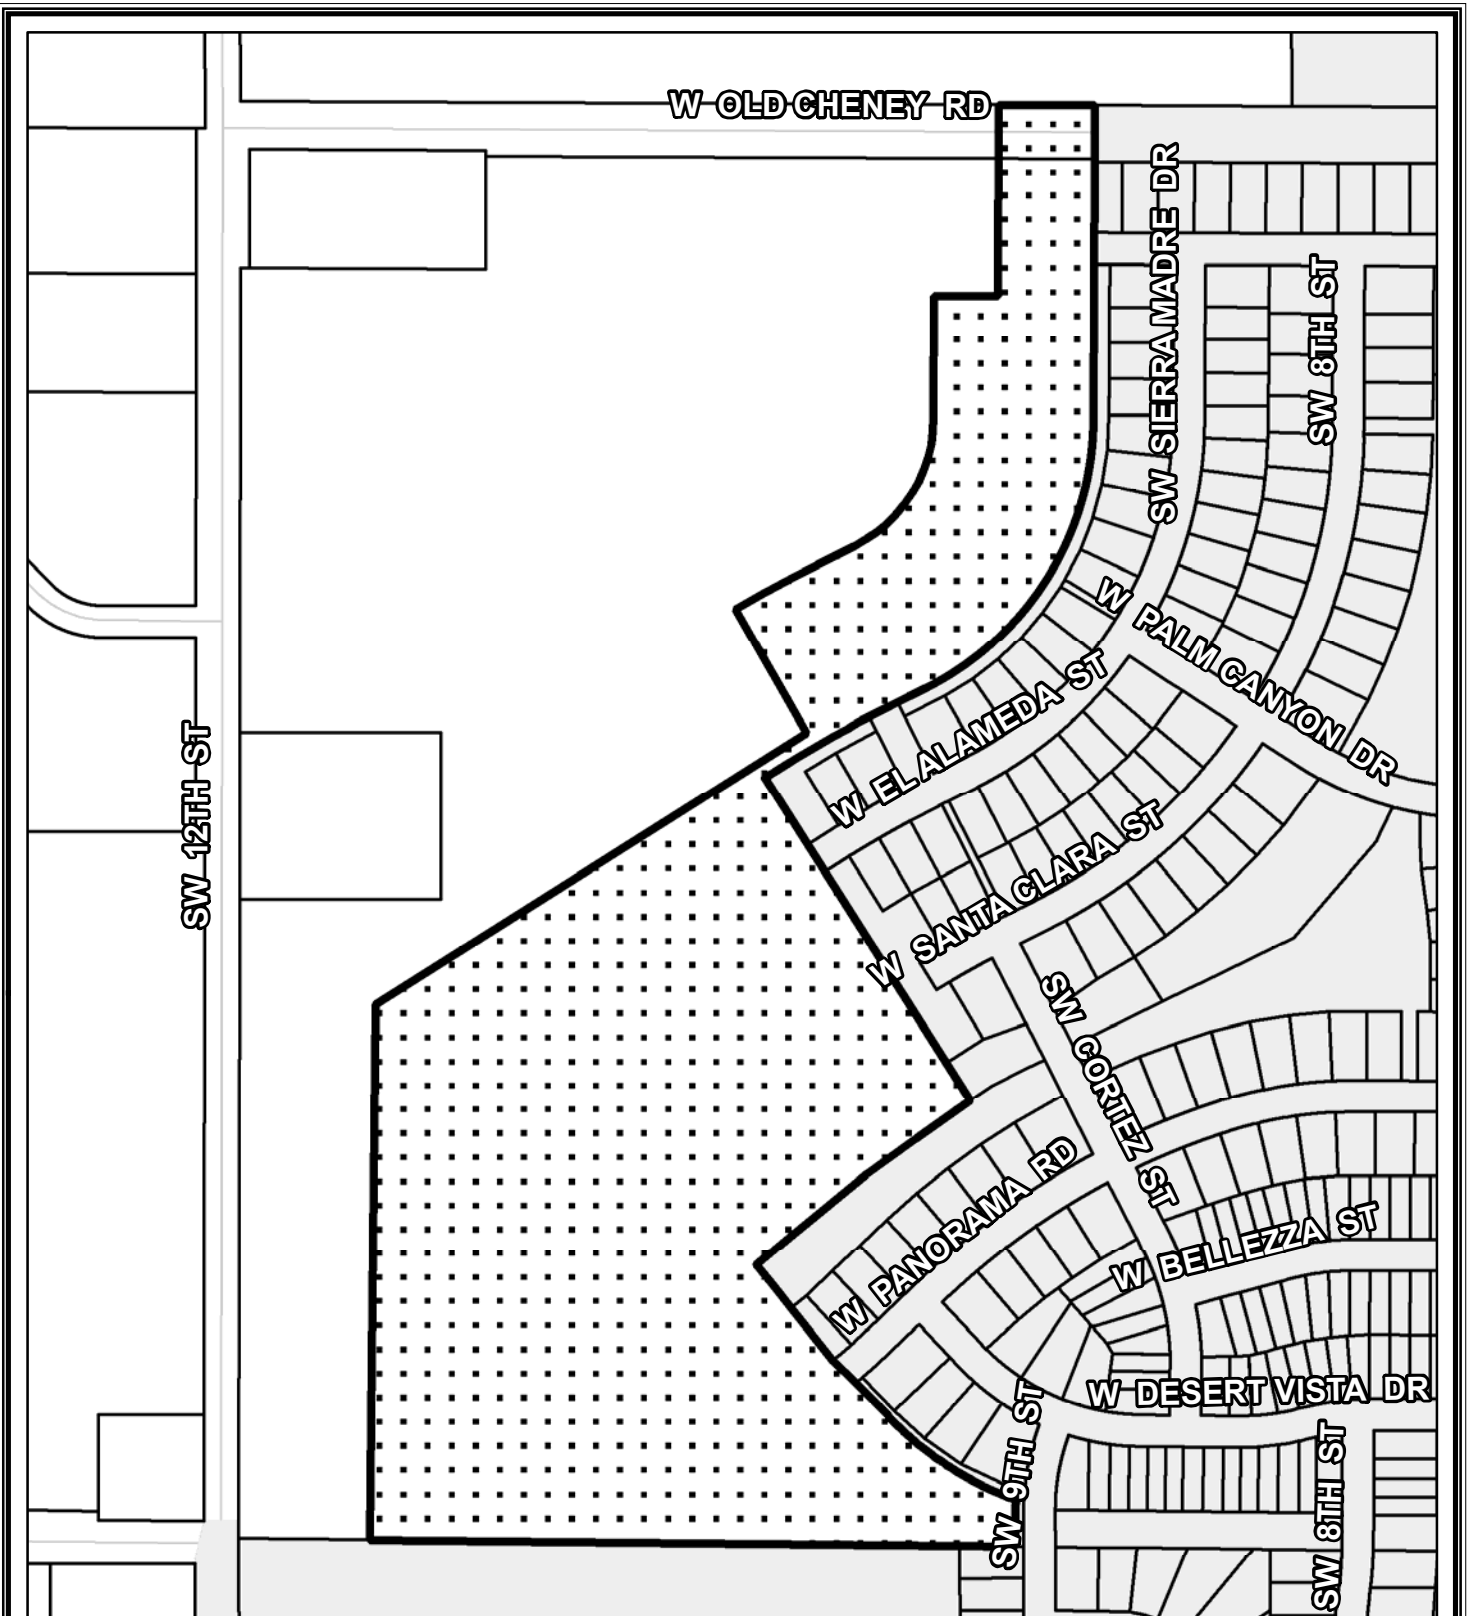 W OLD CHENEY RD
SW SIERRA MADRE DR
SW 8TH ST
W PALM CANYON DR
W EL ALAMEDA ST
SW 12TH ST
W SANTA CLARA ST
SW CORTEZ ST
W PANORAMA RD
W BELLEZZA ST
W DESERT VISTA DR
SW 9TH ST
SW 8TH ST